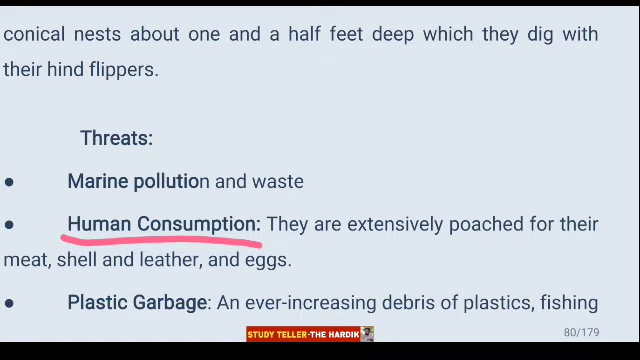 conical nests about one and a half feet deep which they dig with
their hind flippers.
Threats:
● Marine pollution and waste
● Human Consumption: They are extensively poached for their
meat, shell and leather, and eggs.
● Plastic Garbage: An ever-increasing debris of plastics, fishing
STUDY TELLER-THE HARDIK
80/179